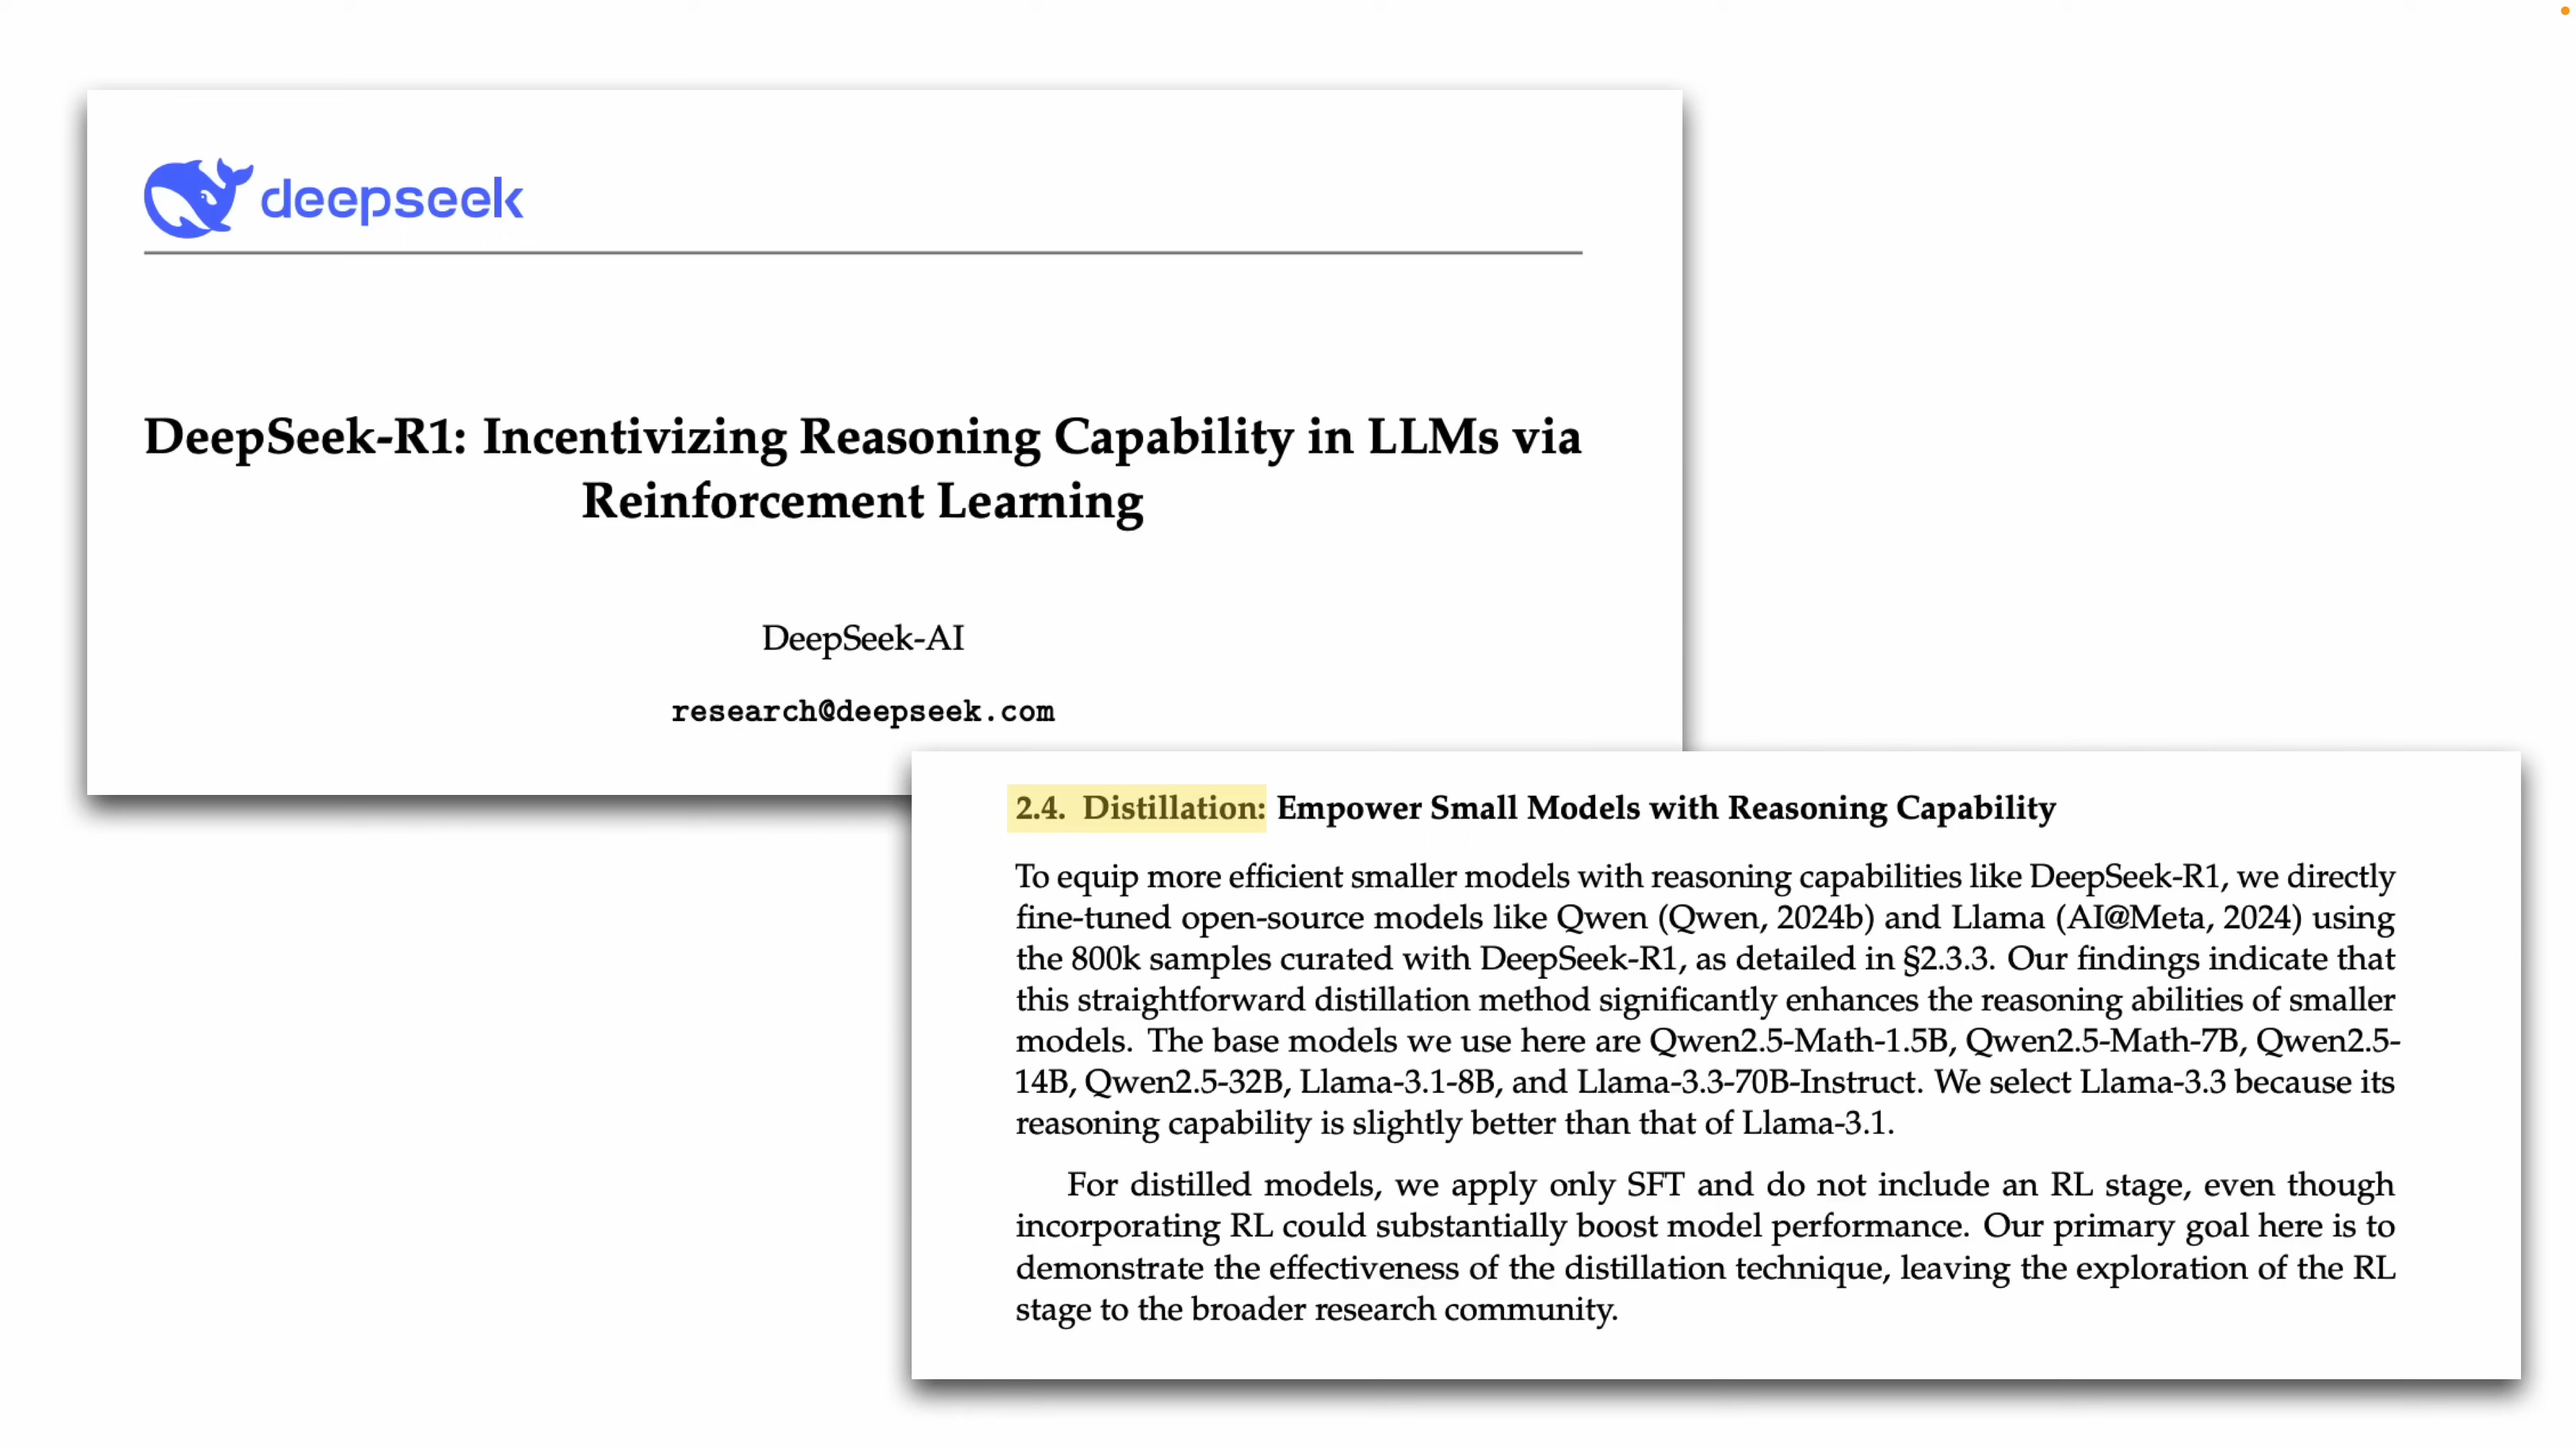 deepseek
DeepSeek-R1: Incentivizing Reasoning Capability in LLMs via
Reinforcement Learning
DeepSeek-AI
research@deepseek.com
2.4. Distillation: Empower Small Models with Reasoning Capability
To equip more efficient smaller models with reasoning capabilities like DeepSeek-R1, we directly
fine-tuned open-source models like Qwen (Qwen, 2024b) and Llama (AI@Meta, 2024) using
the 800k samples curated with DeepSeek-R1, as detailed in §2.3.3. Our findings indicate that
this straightforward distillation method significantly enhances the reasoning abilities of smaller
models. The base models we use here are Qwen2.5-Math-1.5B, Qwen2.5-Math-7B, Qwen2.5-
14B, Qwen2.5-32B, Llama-3.1-8B, and Llama-3.3-70B-Instruct. We select Llama-3.3 because its
reasoning capability is slightly better than that of Llama-3.1.
For distilled models, we apply only SFT and do not include an RL stage, even though
incorporating RL could substantially boost model performance. Our primary goal here is to
demonstrate the effectiveness of the distillation technique, leaving the exploration of the RL
stage to the broader research community.